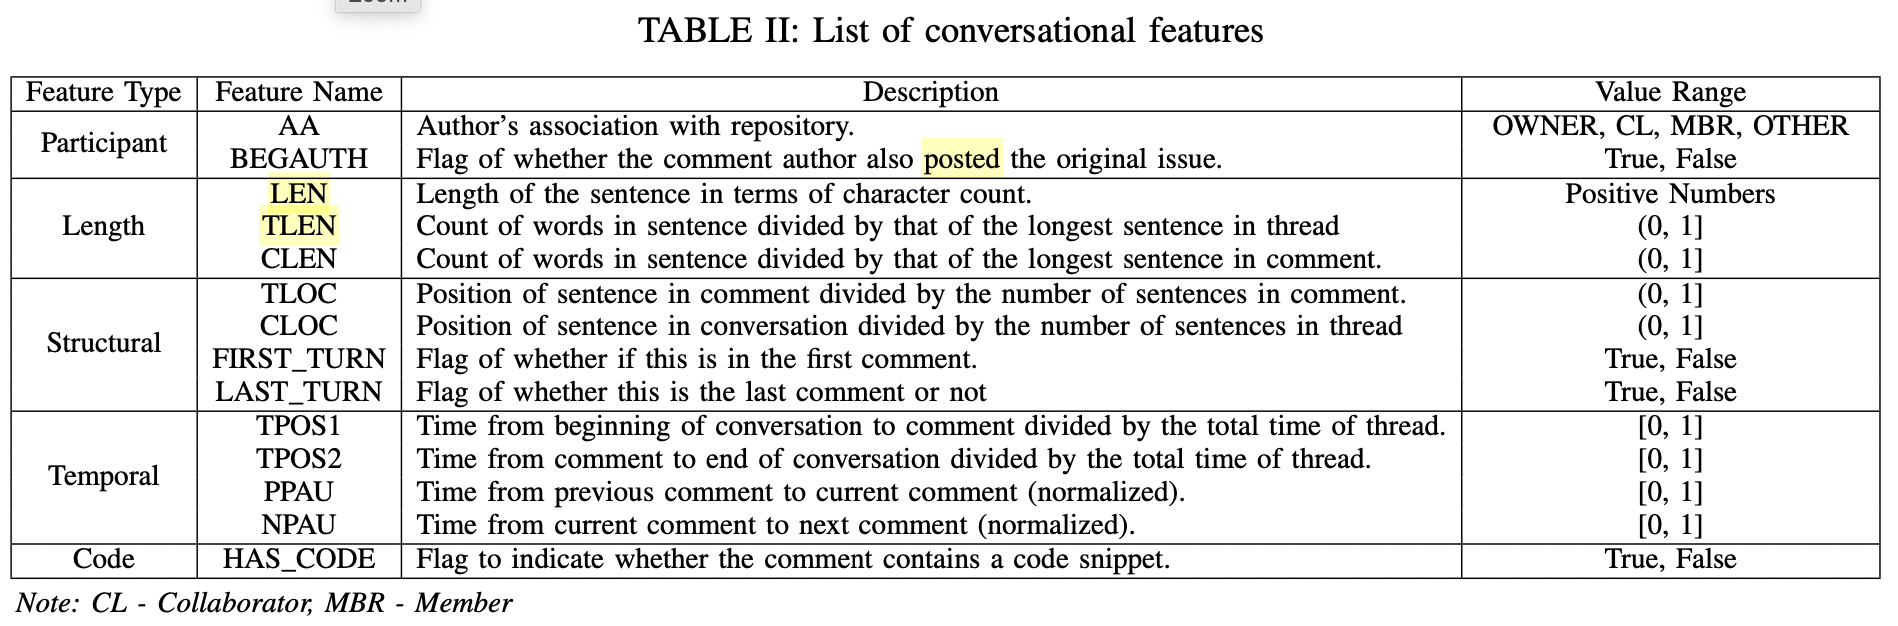 TABLE II: List of conversational features
Feature Type Feature Name Description Value Range
Participant AA Author's association with repository. OWNER, CL, MBR, OTHER
BEGAUTH Flag of whether the comment author also posted the original issue. True, False
Length LEN Length of the sentence in terms of character count. Positive Numbers
TLEN Count of words in sentence divided by that of the longest sentence in thread (0, 1]
CLEN Count of words in sentence divided by that of the longest sentence in comment. (0, 1]
Structural TLOC Position of sentence in comment divided by the number of sentences in comment. (0, 1]
CLOC Position of sentence in conversation divided by the number of sentences in thread (0, 1]
FIRST_TURN Flag of whether if this is in the first comment. True, False
LAST_TURN Flag of whether this is the last comment or not True, False
Temporal TPOS1 Time from beginning of conversation to comment divided by the total time of thread. [0, 1]
TPOS2 Time from comment to end of conversation divided by the total time of thread. [0, 1]
PPAU Time from previous comment to current comment (normalized). [0, 1]
NPAU Time from current comment to next comment (normalized). [0, 1]
Code HAS_CODE Flag to indicate whether the comment contains a code snippet. True, False
Note: CL - Collaborator, MBR - Member